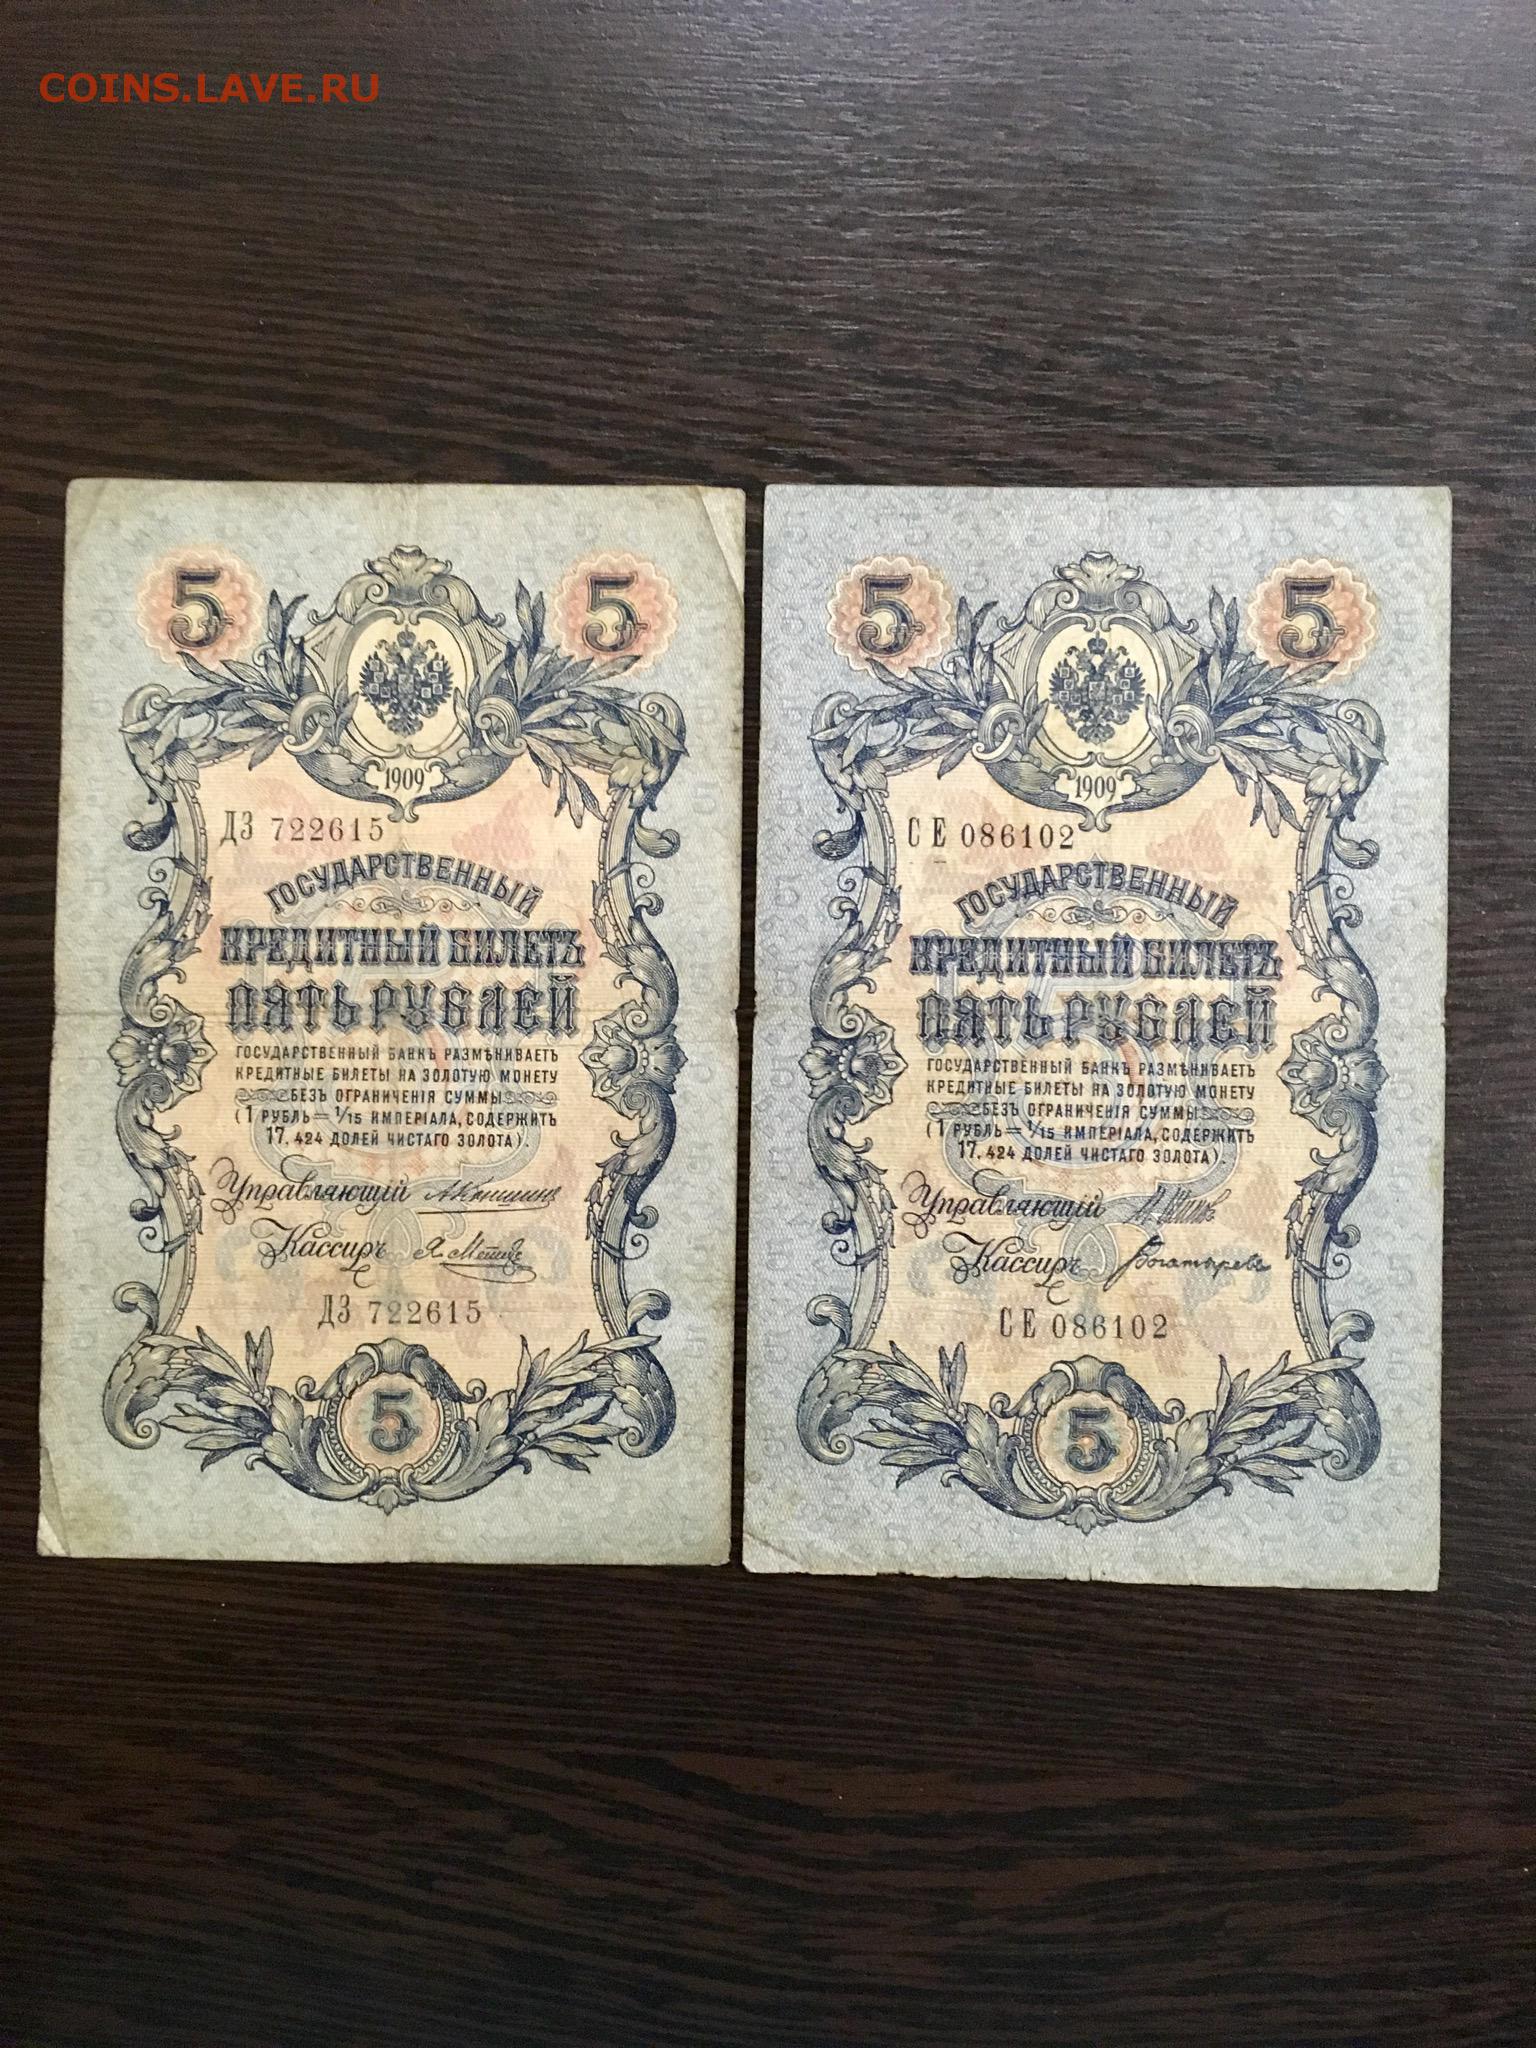 COINS.LAVE.RU
5 5
1909
ДЗ 722615
ГОСУДАРСТВЕННЫЙ
КРЕДИТНЫЙ БИЛЕТЪ
ПЯТЬ РУБЛЕЙ
ГОСУДАРСТВЕННЫЙ БАНКЪ РАЗМѢНИВАЕТЪ
КРЕДИТНЫЕ БИЛЕТЫ НА ЗОЛОТУЮ МОНЕТУ
БЕЗЪ ОГРАНИЧЕНІЯ СУММЫ
(1 РУБЛЬ = 1/15 ИМПЕРІАЛА, СОДЕРЖИТЪ
17,424 ДОЛЕЙ ЧИСТАГО ЗОЛОТА).
Управляющій
Кассиръ
ДЗ 722615
5
5 5
1909
СЕ 086102
ГОСУДАРСТВЕННЫЙ
КРЕДИТНЫЙ БИЛЕТЪ
ПЯТЬ РУБЛЕЙ
ГОСУДАРСТВЕННЫЙ БАНКЪ РАЗМѢНИВАЕТЪ
КРЕДИТНЫЕ БИЛЕТЫ НА ЗОЛОТУЮ МОНЕТУ
БЕЗЪ ОГРАНИЧЕНІЯ СУММЫ
(1 РУБЛЬ = 1/15 ИМПЕРІАЛА, СОДЕРЖИТЪ
17,424 ДОЛЕЙ ЧИСТАГО ЗОЛОТА).
Управляющій
Кассиръ Богатыревъ
СЕ 086102
5